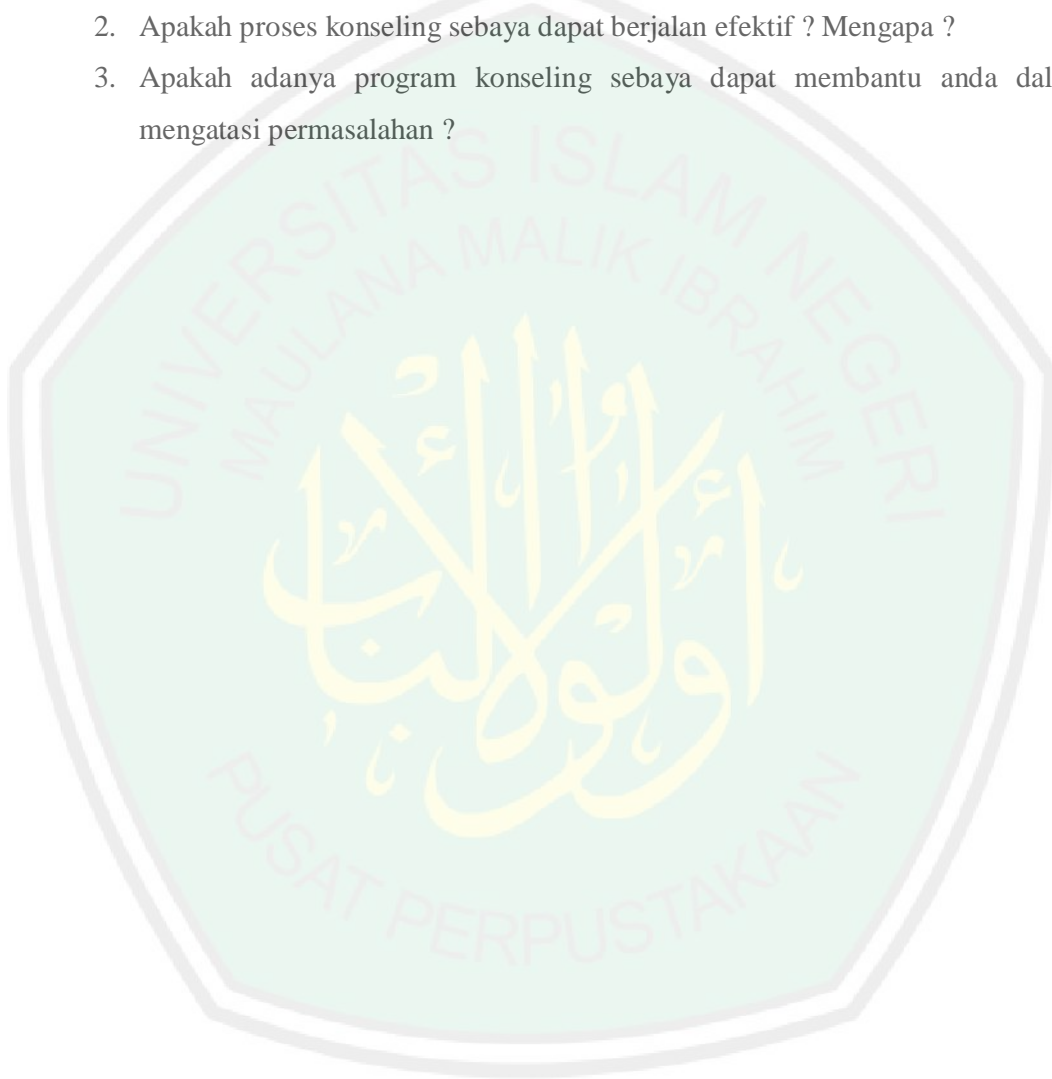 2. Apakah proses konseling sebaya dapat berjalan efektif ? Mengapa ?
3. Apakah adanya program konseling sebaya dapat membantu anda dal
mengatasi permasalahan ?
UNIVERSITAS ISLAM NEGERI
MAULANA MALIK IBRAHIM
أولوا الألباب
PUSAT PERPUSTAKAAN